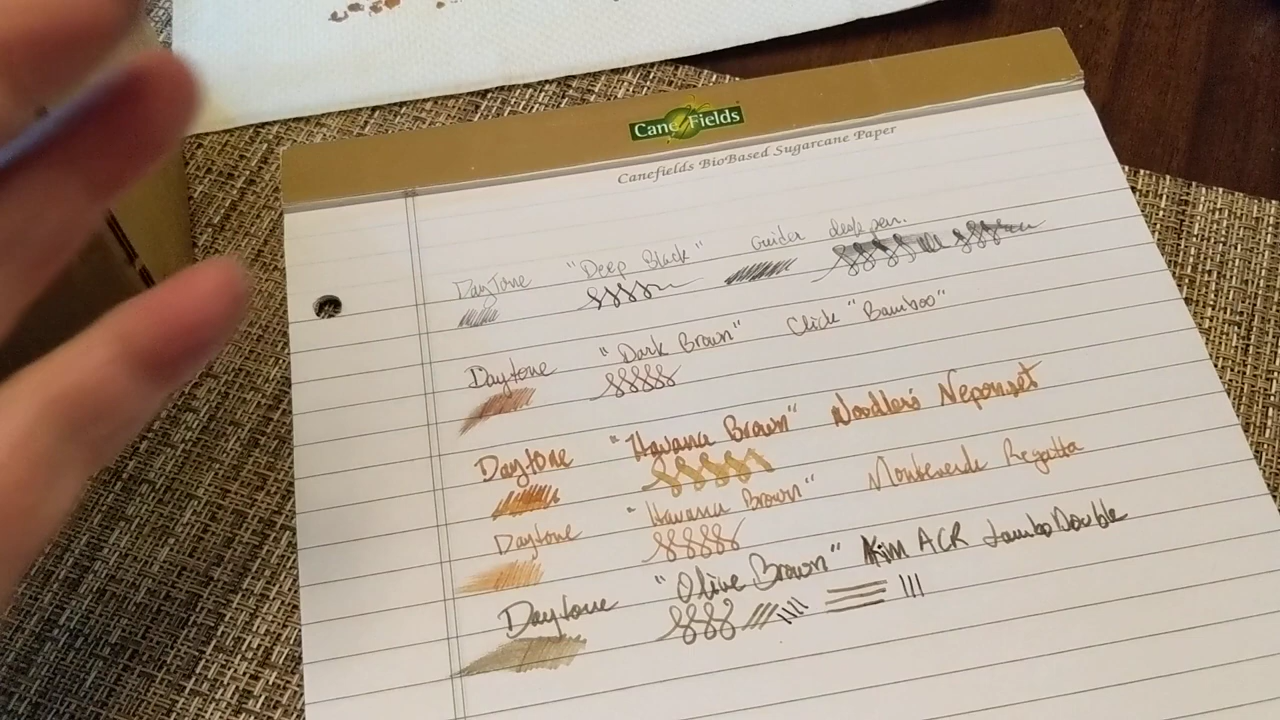 Cane Fields
Canefields BioBased Sugarcane Paper
Daytone "Deep Black" Guider desk pen.
Daytone "Dark Brown" Click "Bamboo"
Daytone "Havana Brown" Noodler's Neponset
Daytone "Havana Brown" Monteverde Regatta
Daytone "Olive Brown" Kim ACR Jumbo Double